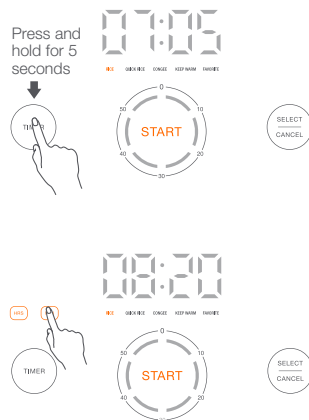 Press and
hold for 5
seconds
07:05
RICE QUICK RICE CONGEE KEEP WARM FAVORITE
0
50 10
START
40 20
30
SELECT
CANCEL
08:20
HRS
RICE QUICK RICE CONGEE KEEP WARM FAVORITE
0
50 10
TIMER
START
40 20
SELECT
CANCEL